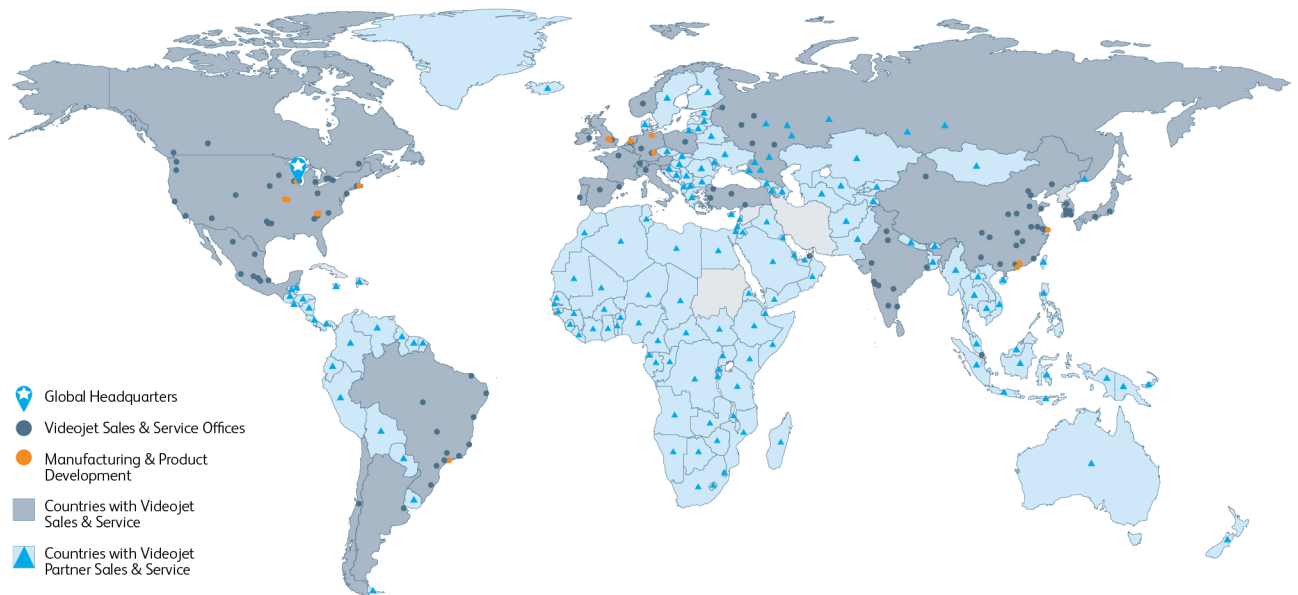 Global Headquarters
Videojet Sales & Service Offices
Manufacturing & Product
Development
Countries with Videojet
Sales & Service
Countries with Videojet
Partner Sales & Service